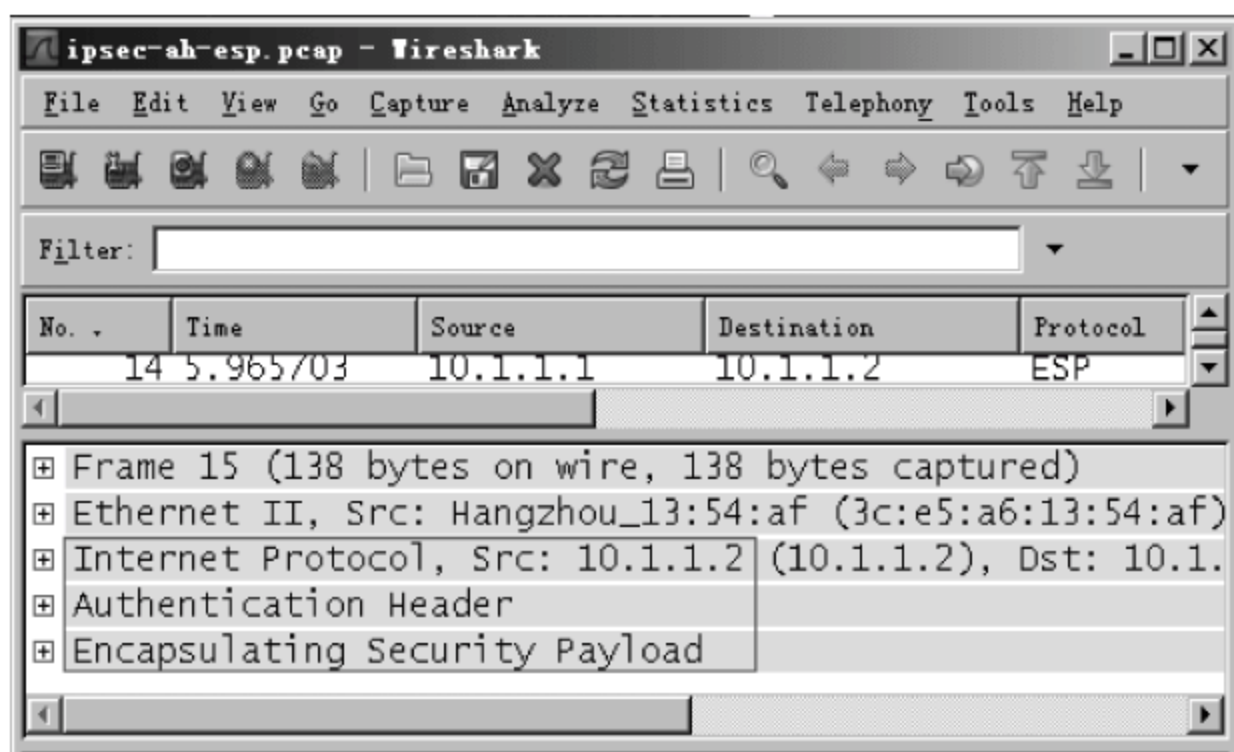 ipsec-ah-esp.pcap - Wireshark
File Edit View Go Capture Analyze Statistics Telephony Tools Help
Filter:
No. . Time Source Destination Protocol
14 5.965703 10.1.1.1 10.1.1.2 ESP
Frame 15 (138 bytes on wire, 138 bytes captured)
Ethernet II, Src: Hangzhou_13:54:af (3c:e5:a6:13:54:af)
Internet Protocol, Src: 10.1.1.2 (10.1.1.2), Dst: 10.1.
Authentication Header
Encapsulating Security Payload